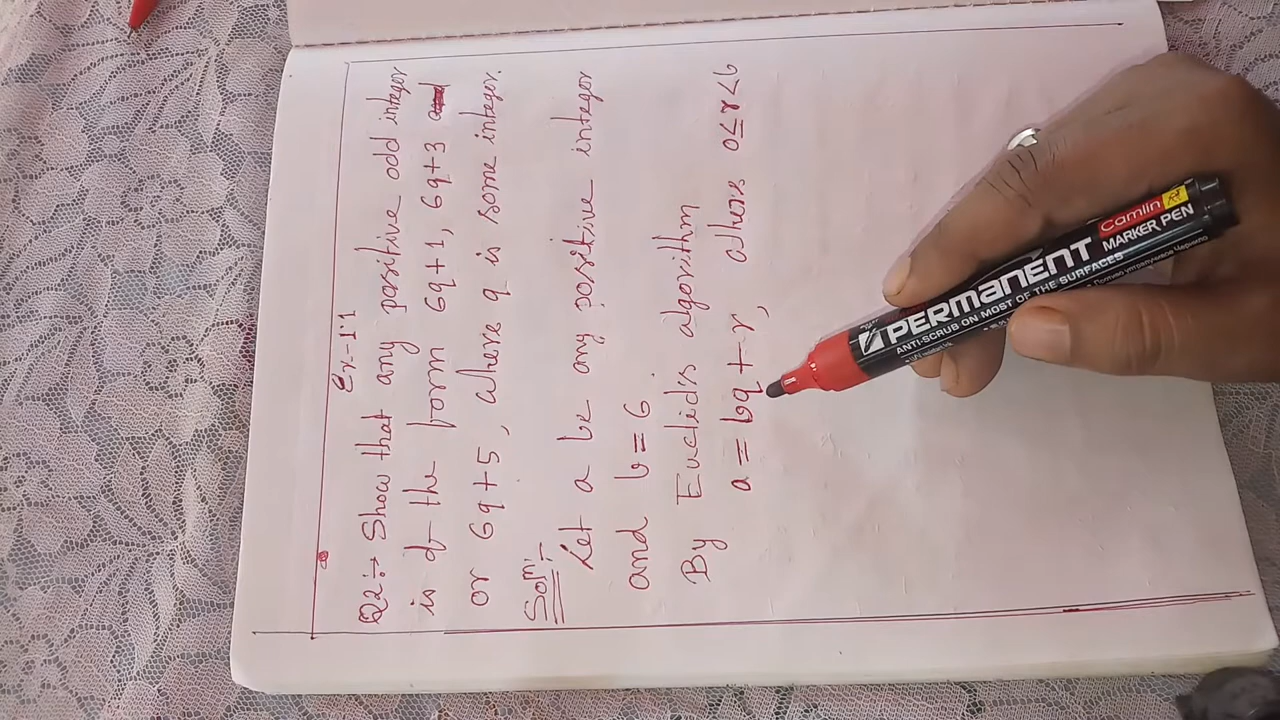 Ex-1.1
Q2:- Show that any positive odd integer
is of the form 6q+1, 6q+3
or 6q+5, where q is some integer.
Soln:-
Let a be any positive integer
and b=6
By Euclid's algorithm
a = bq + r, where 0≤r<b
Camlin
PERMANENT
MARKER PEN
ANTI-SCRUB ON MOST OF THE SURFACES